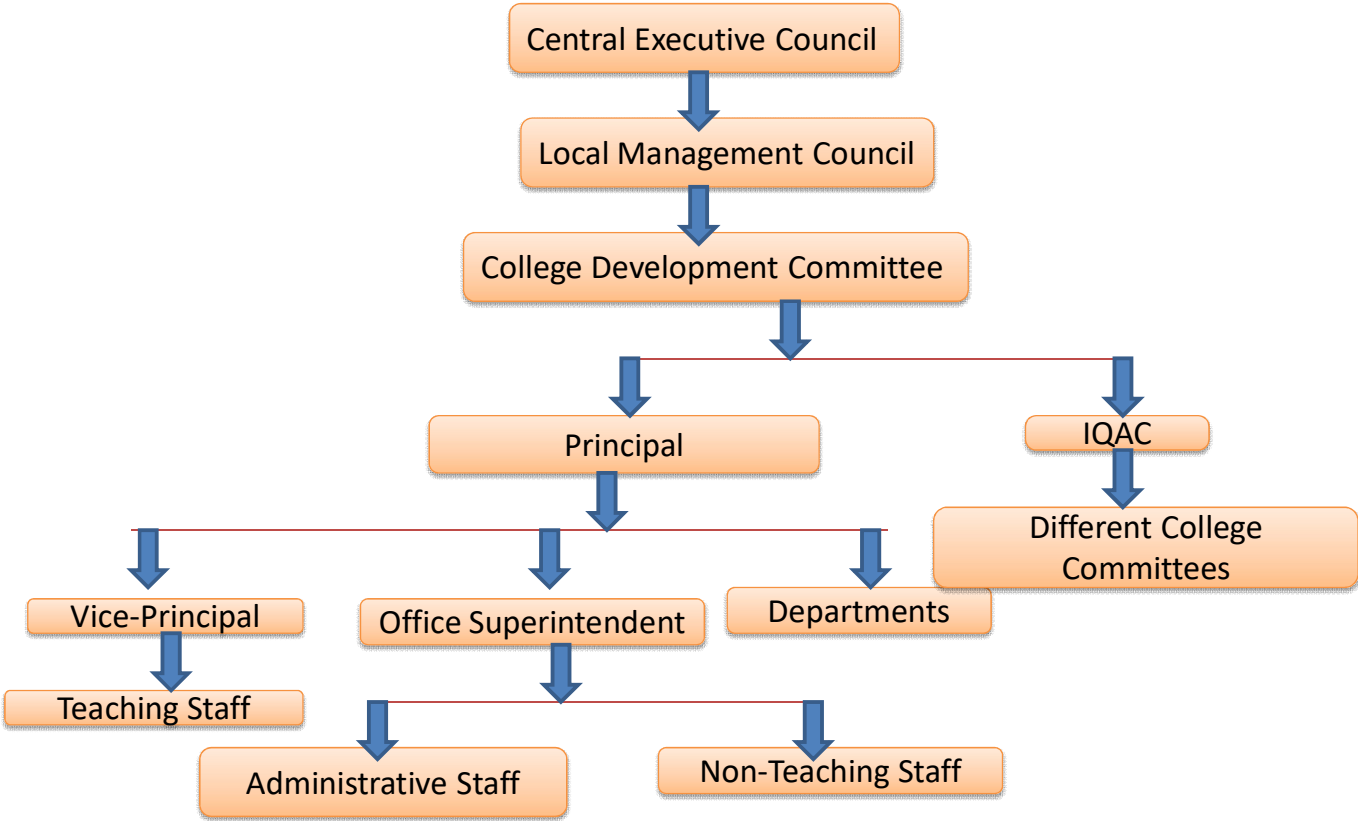 Central Executive Council
Local Management Council
College Development Committee
Principal
IQAC
Different College
Committees
Vice-Principal
Office Superintendent
Departments
Teaching Staff
Administrative Staff
Non-Teaching Staff